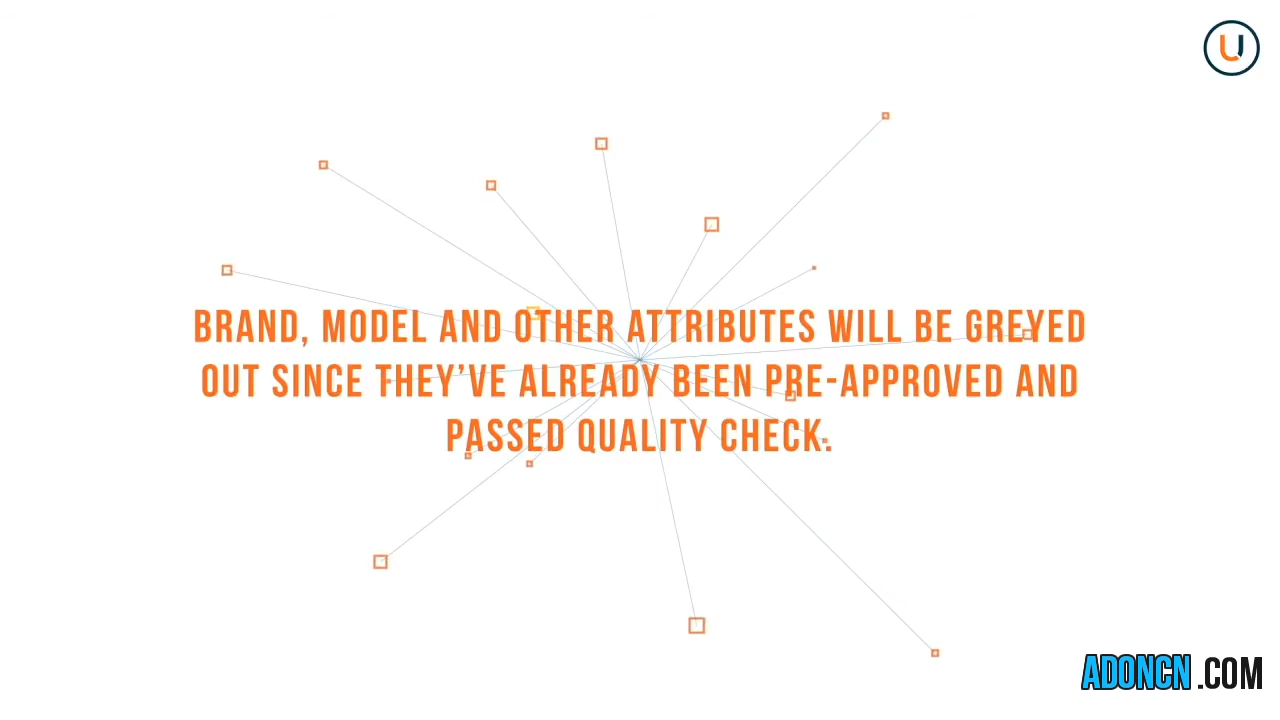 U
BRAND, MODEL AND OTHER ATTRIBUTES WILL BE GREYED
OUT SINCE THEY’VE ALREADY BEEN PRE-APPROVED AND
PASSED QUALITY CHECK.
ADONCN.COM